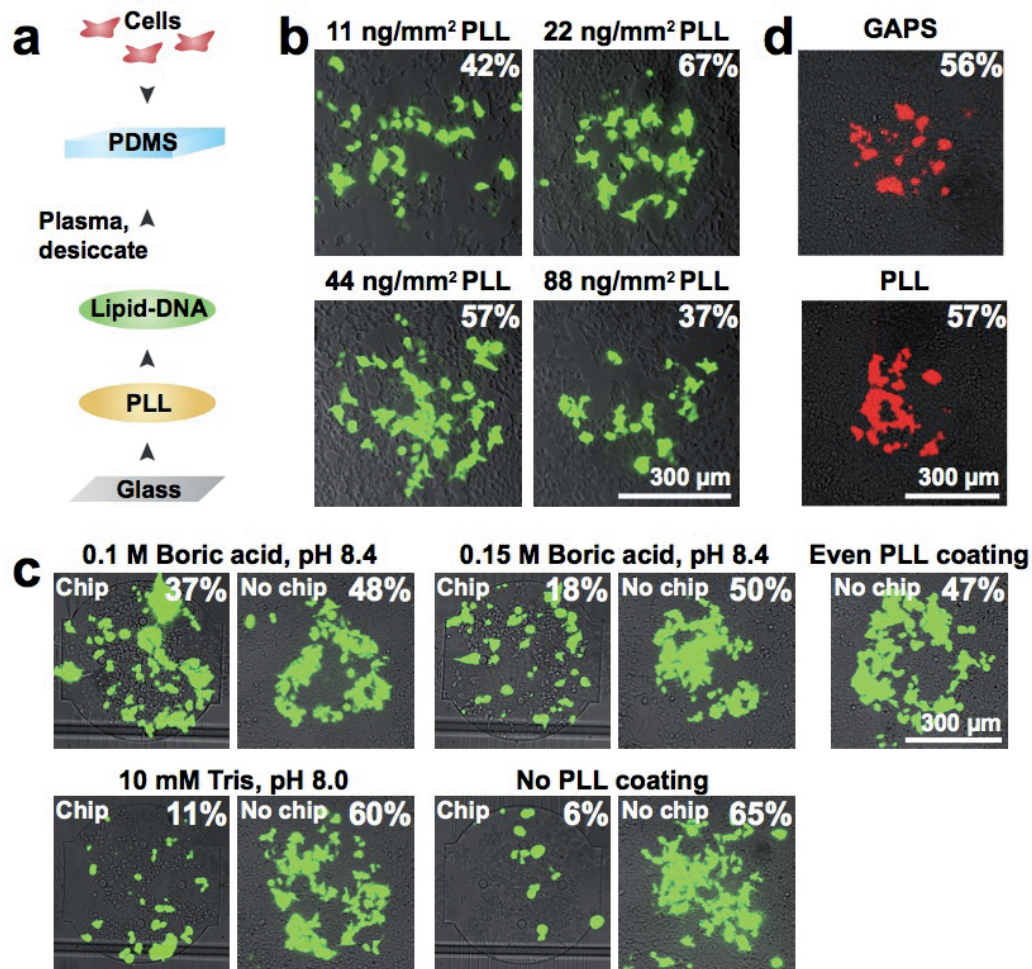 a
Cells
PDMS
Plasma,
desiccate
Lipid-DNA
PLL
Glass
b
11 ng/mm² PLL
42%
22 ng/mm² PLL
67%
44 ng/mm² PLL
57%
88 ng/mm² PLL
37%
300 µm
d
GAPS
56%
PLL
57%
300 µm
c
0.1 M Boric acid, pH 8.4
Chip 37%
No chip 48%
0.15 M Boric acid, pH 8.4
Chip 18%
No chip 50%
Even PLL coating
No chip 47%
300 µm
10 mM Tris, pH 8.0
Chip 11%
No chip 60%
No PLL coating
Chip 6%
No chip 65%